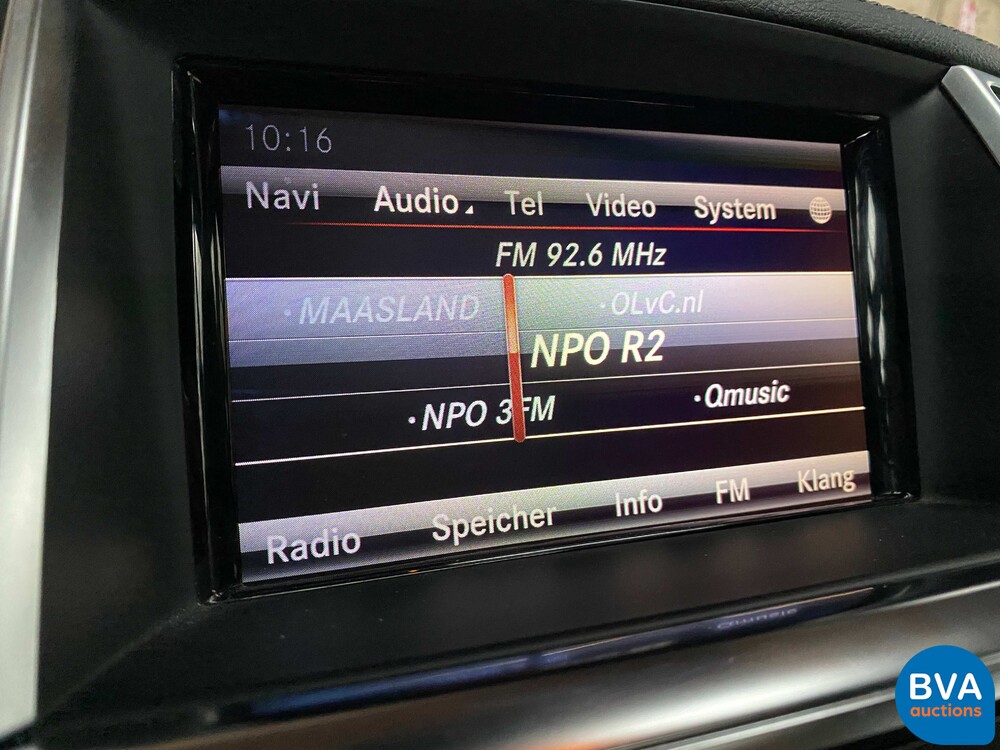 10:16
Navi Audio Tel Video System
FM 92.6 MHz
·MAASLAND ·OLvC.nl
NPO R2
·NPO 3FM ·Qmusic
Radio Speicher Info FM Klang
BVA
auctions